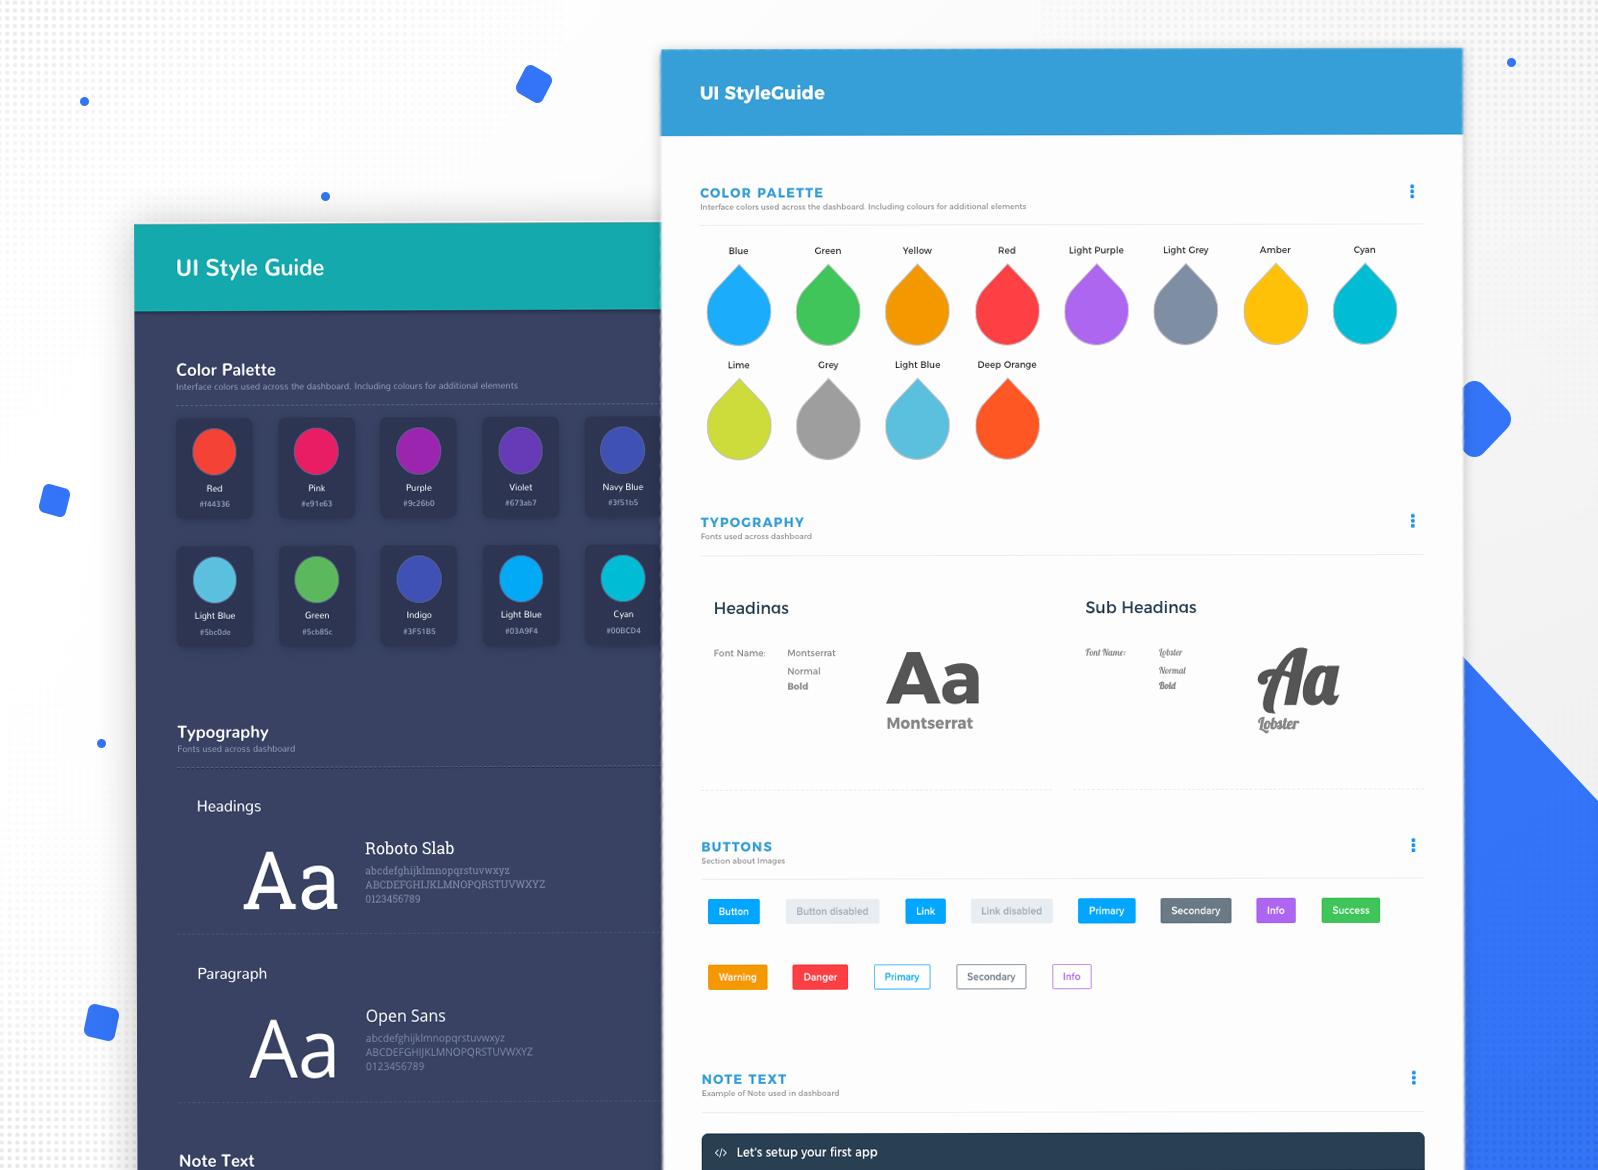 UI Style Guide
Color Palette
Interface colors used across the dashboard. Including colours for additional elements
Red
#f44336
Pink
#e91e63
Purple
#9c26b0
Violet
#673ab7
Navy Blue
#3f51b5
Light Blue
#5bc0de
Green
#5cb85c
Indigo
#3F51B5
Light Blue
#03A9F4
Cyan
#00BCD4
Typography
Fonts used across dashboard
Headings
Aa
Roboto Slab
abcdefghijklmnopqrstuvwxyz
ABCDEFGHIJKLMNOPQRSTUVWXYZ
0123456789
Paragraph
Aa
Open Sans
abcdefghijklmnopqrstuvwxyz
ABCDEFGHIJKLMNOPQRSTUVWXYZ
0123456789
Note Text
UI StyleGuide
COLOR PALETTE
Interface colors used across the dashboard. Including colours for additional elements
Blue Green Yellow Red Light Purple Light Grey Amber Cyan
Lime Grey Light Blue Deep Orange
TYPOGRAPHY
Fonts used across dashboard
Headings
Font Name: Montserrat
Normal
Bold
Aa
Montserrat
Sub Headings
Font Name: Lobster
Normal
Bold
Aa
Lobster
BUTTONS
Section about Images
Button Button disabled Link Link disabled Primary Secondary Info Success
Warning Danger Primary Secondary Info
NOTE TEXT
Example of Note used in dashboard
</> Let's setup your first app